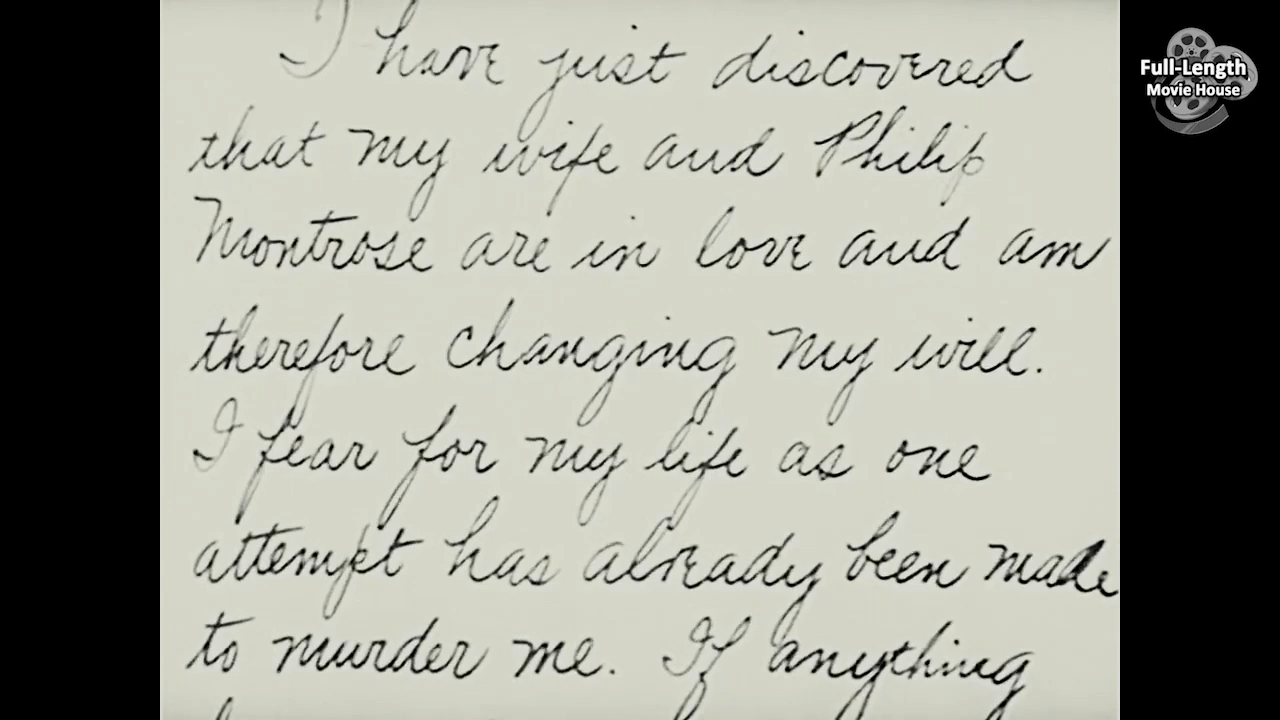 I have just discovered
that my wife and Philip
Montrose are in love and am
therefore changing my will.
I fear for my life as one
attempt has already been made
to murder me. If anything
Full-Length
Movie House